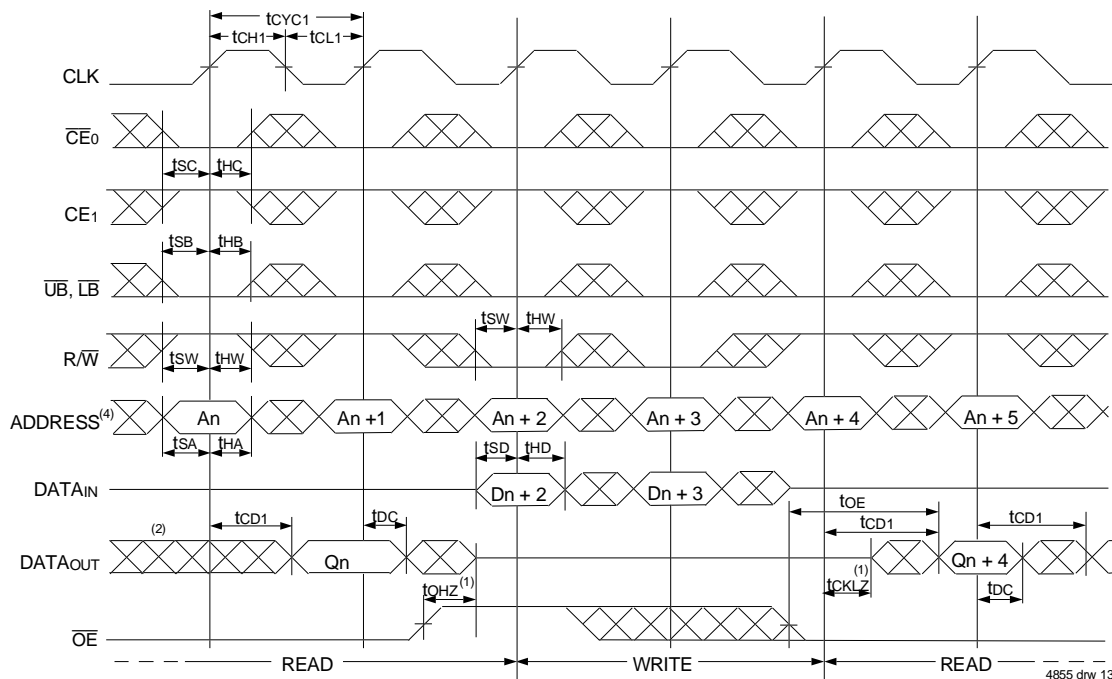 tCYC1
tCH1 tCL1
CLK
CE0
tSC tHC
CE1
tSB tHB
UB, LB
tSW tHW
R/W
tSW tHW
ADDRESS(4) An An +1 An + 2 An + 3 An + 4 An + 5
tSA tHA
tSD tHD
DATAIN Dn + 2 Dn + 3
tOE
(2) tCD1 tDC tCD1 tCD1
DATAOUT Qn Qn + 4
tOHZ(1) tCKLZ(1) tDC
OE
READ WRITE READ
4855 drw 13